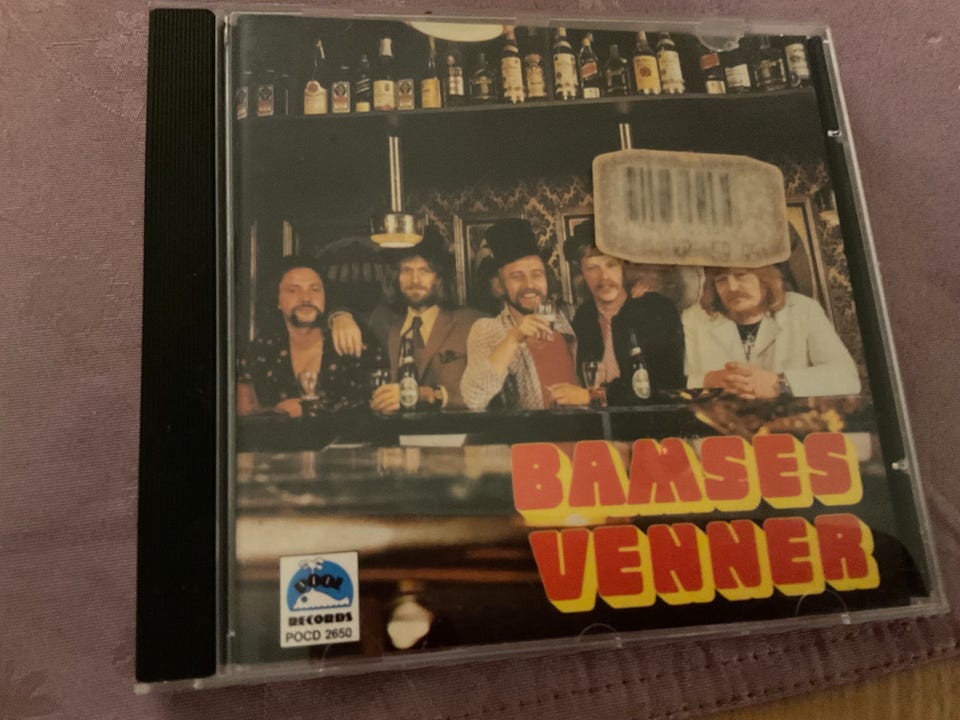 BAMSES
VENNER
RECORDS
POCD 2650